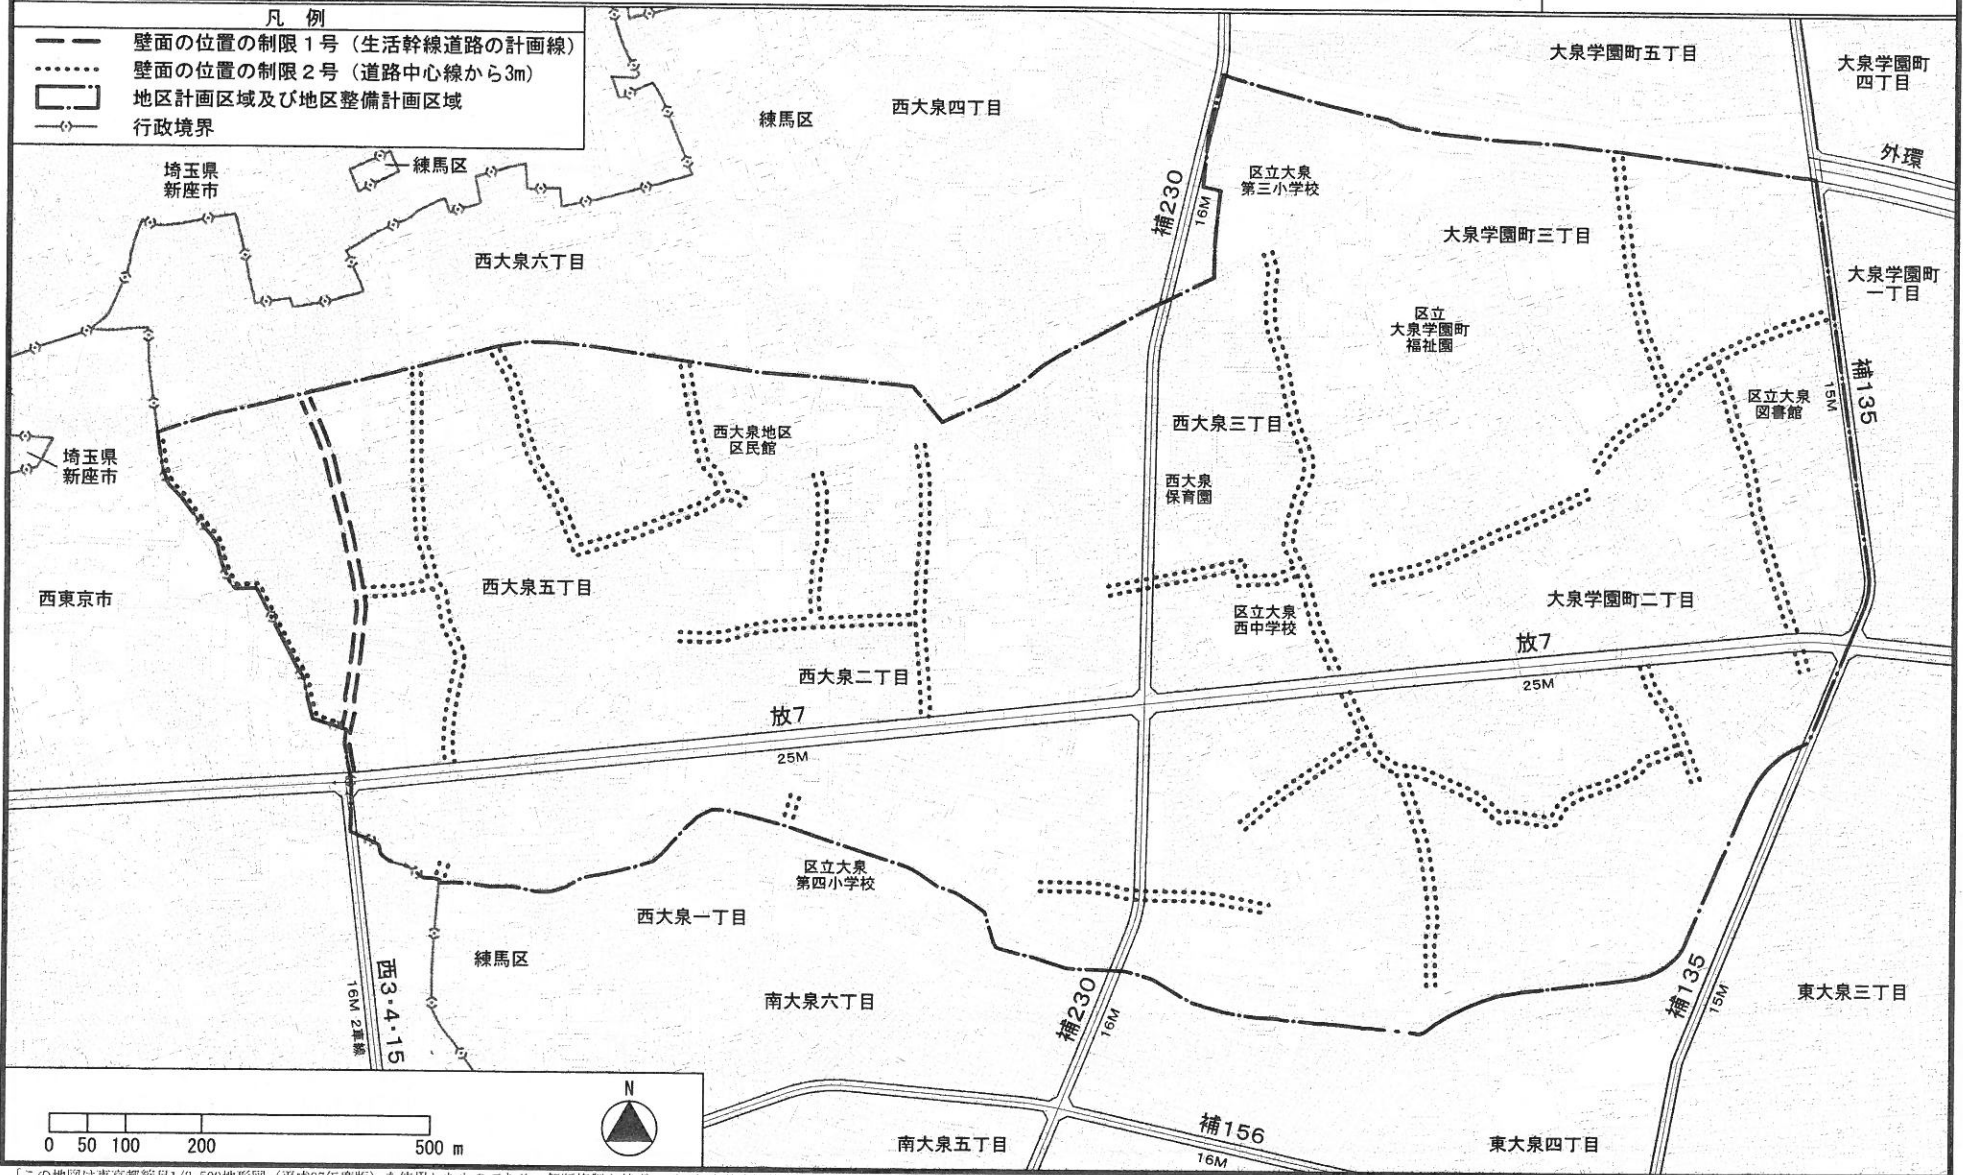 凡 例
壁面の位置の制限1号(生活幹線道路の計画線)
壁面の位置の制限2号(道路中心線から3m)
地区計画区域及び地区整備計画区域
行政境界
大泉学園町五丁目
大泉学園町
四丁目
練馬区
西大泉四丁目
外環
埼玉県
新座市
練馬区
区立大泉
第三小学校
補230
16M
大泉学園町三丁目
西大泉六丁目
大泉学園町
一丁目
区立
大泉学園町
福祉園
補135
15M
区立大泉
図書館
西大泉三丁目
西大泉地区
区民館
埼玉県
新座市
西大泉
保育園
西東京市
西大泉五丁目
区立大泉
西中学校
大泉学園町二丁目
放7
25M
西大泉二丁目
放7
25M
区立大泉
第四小学校
西大泉一丁目
練馬区
西3・4・15
16M 2車線
南大泉六丁目
補230
16M
補135
15M
東大泉三丁目
N
0 50 100 200 500 m
南大泉五丁目
補156
16M
東大泉四丁目